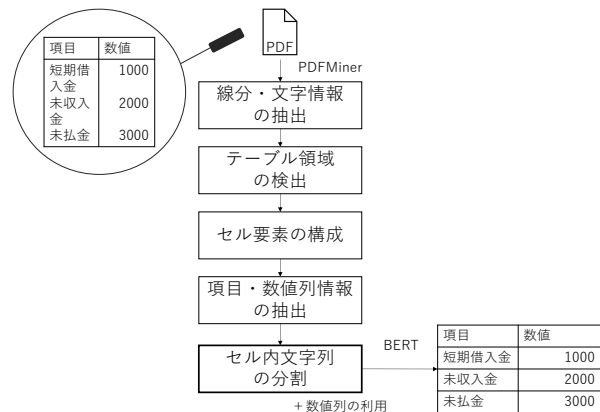 PDF
PDFMiner
項目 数値
短期借 1000
入金
未収入 2000
金
未払金 3000
線分・文字情報
の抽出
テーブル領域
の検出
セル要素の構成
項目・数値列情報
の抽出
セル内文字列
の分割
BERT
＋数値列の利用
項目 数値
短期借入金 1000
未収入金 2000
未払金 3000